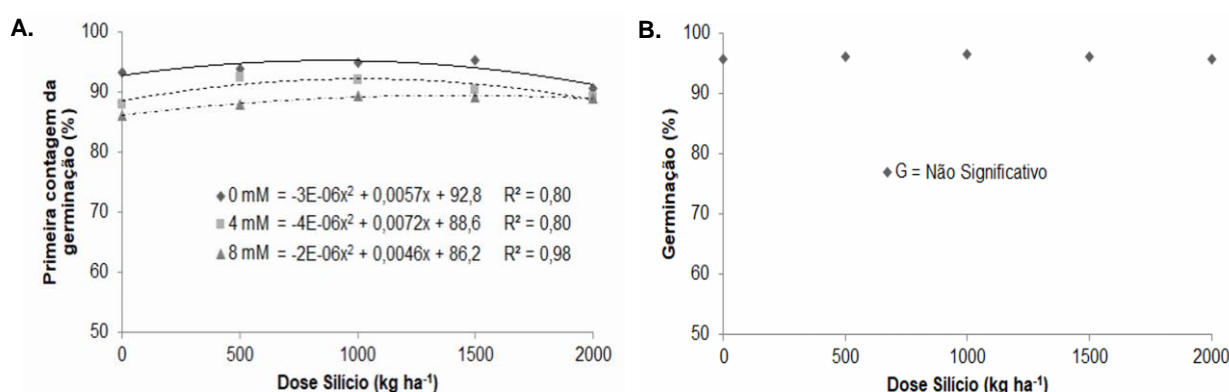 A.
Primeira contagem da
germinação (%)
100
90
80
70
60
50
0 mM = -3E-06x² + 0,0057x + 92,8 R² = 0,80
4 mM = -4E-06x² + 0,0072x + 88,6 R² = 0,80
8 mM = -2E-06x² + 0,0046x + 86,2 R² = 0,98
0 500 1000 1500 2000
Dose Silício (kg ha⁻¹)
B.
Germinação (%)
100
90
80
70
60
50
G = Não Significativo
0 500 1000 1500 2000
Dose Silício (kg ha⁻¹)